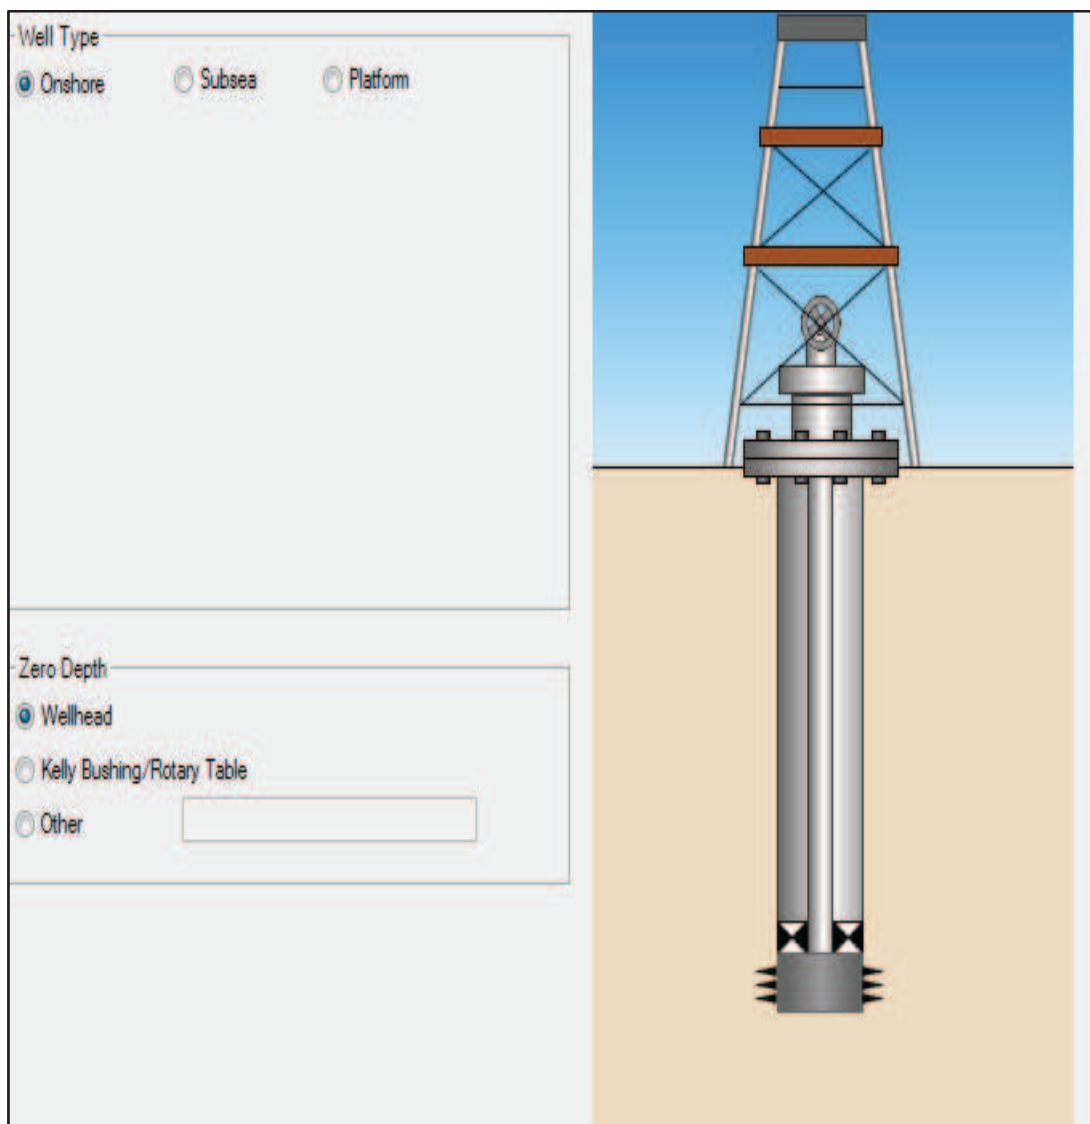 Well Type
Onshore Subsea Platform
Zero Depth
Wellhead
Kelly Bushing/Rotary Table
Other